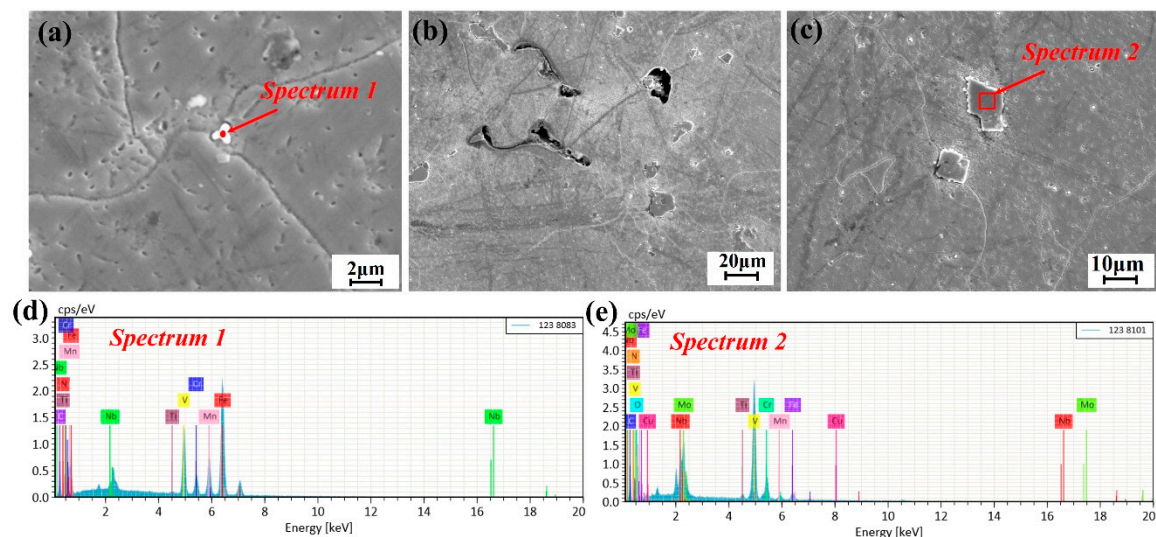 (a)
Spectrum 1
2μm
(b)
20μm
(c)
Spectrum 2
10μm
(d)
cps/eV
Spectrum 1
123 8083
3.0
2.5
2.0
1.5
1.0
0.5
0.0
Cr
Fe
Mn
Nb
N
Ti
C
Nb
Ti
V
Cr
Mn
Fe
Nb
2 4 6 8 10 12 14 16 18 20
Energy [keV]
(e)
cps/eV
Spectrum 2
123 8101
4.5
4.0
3.5
3.0
2.5
2.0
1.5
1.0
0.5
0.0
Mo
N
Ti
V
O
C
Cu
Nb
Mo
Ti
V
Cr
Mn
Fe
Cu
Nb
Mo
2 4 6 8 10 12 14 16 18 20
Energy [keV]